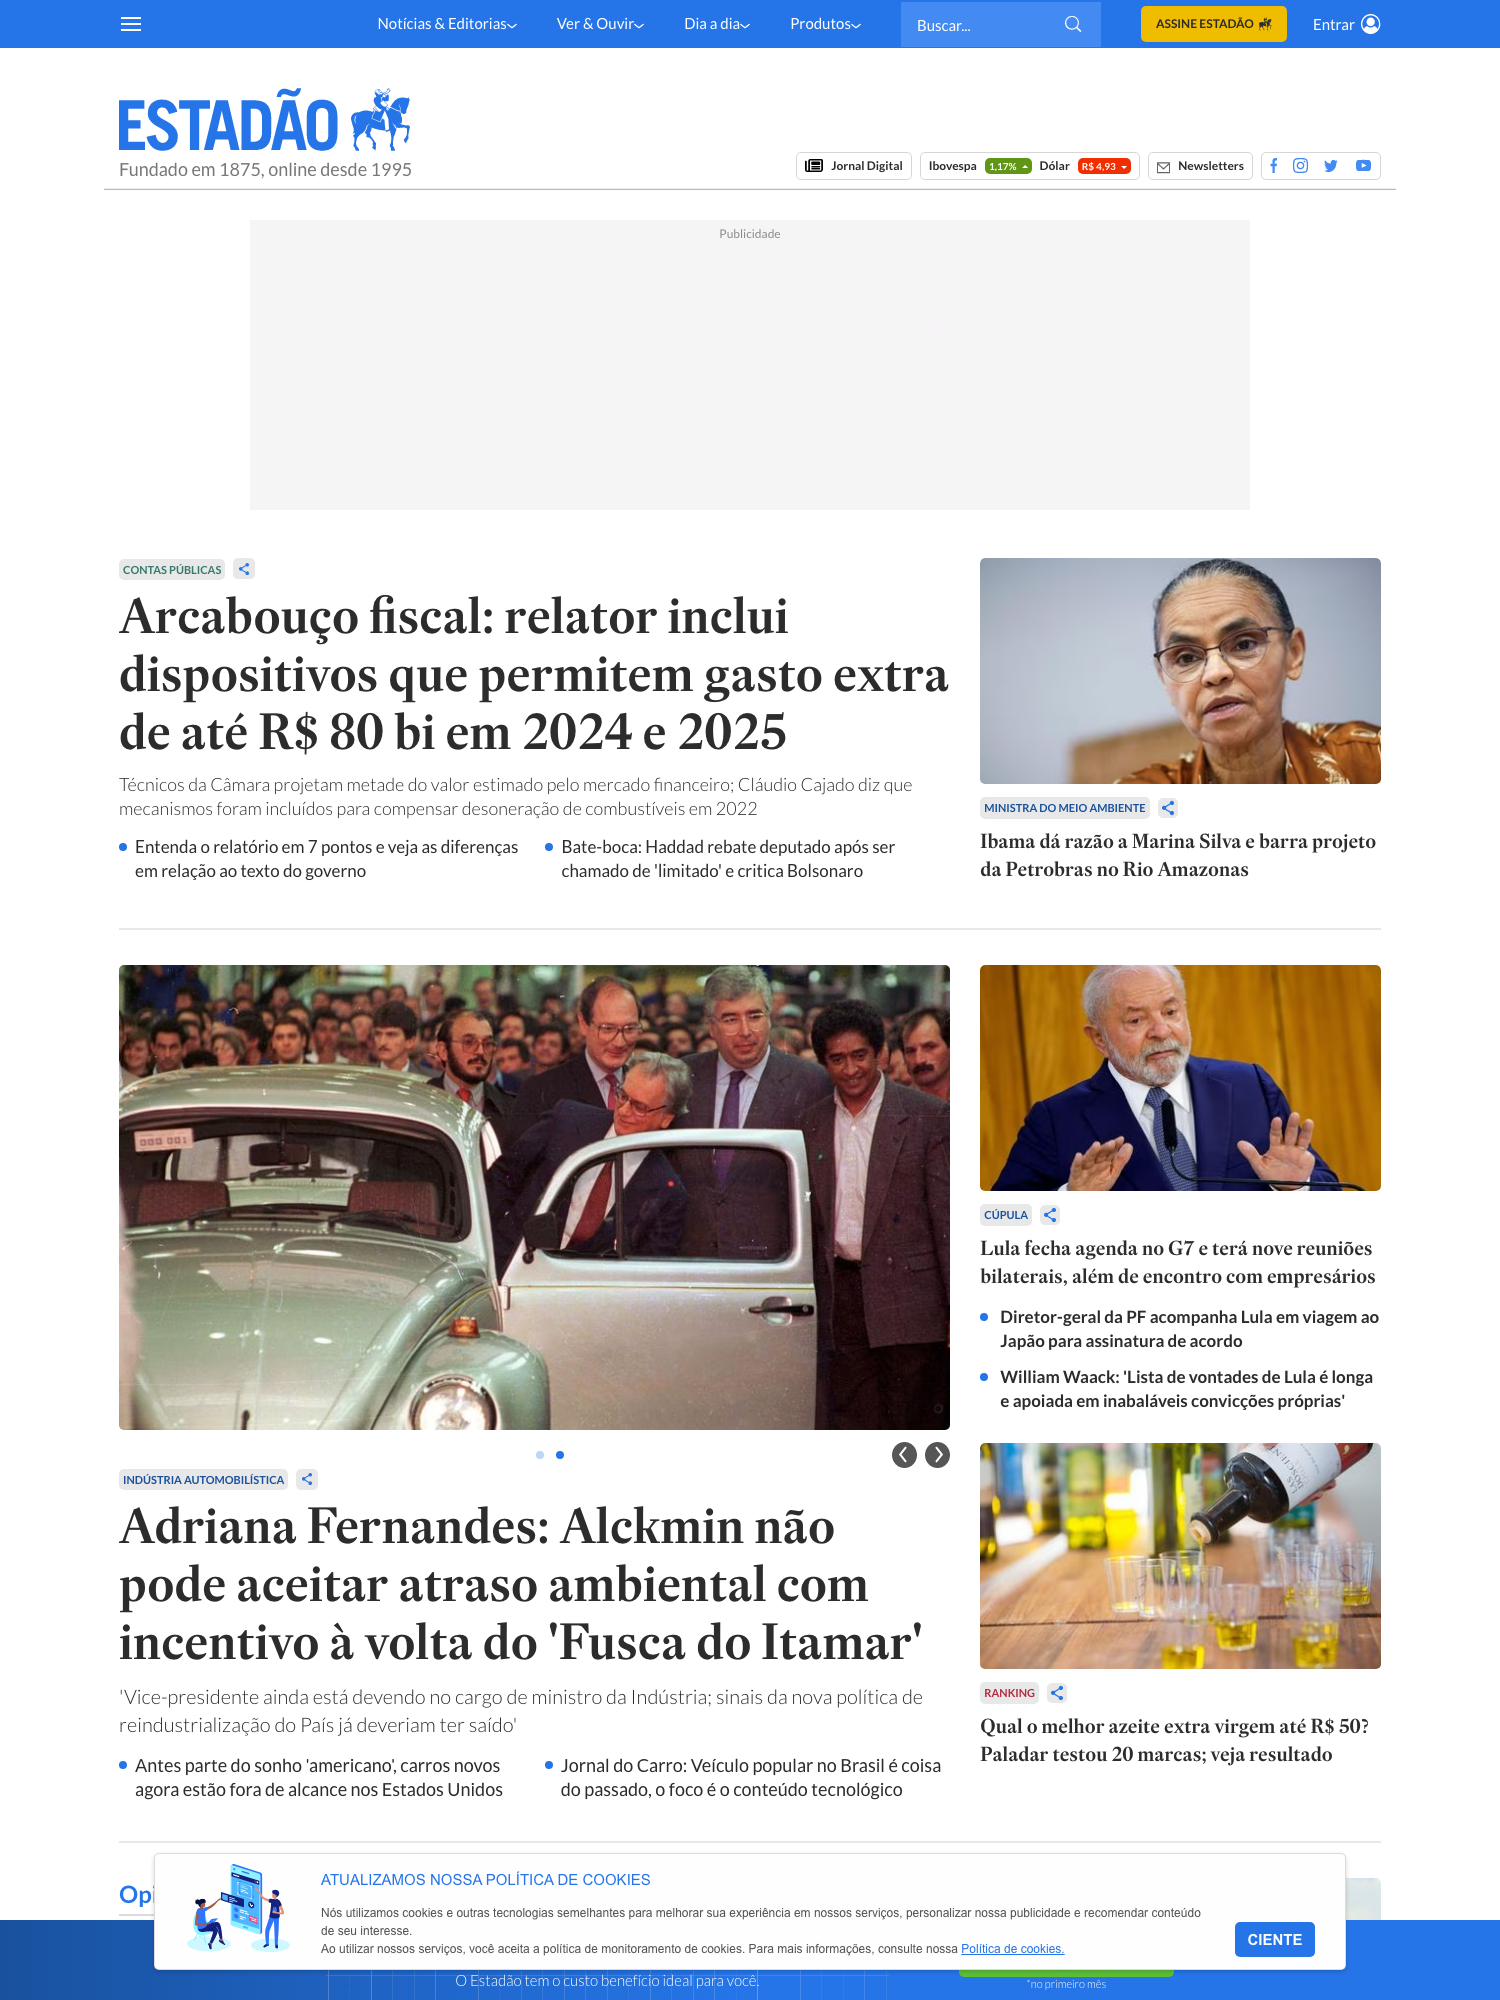 Notícias & Editorias
Ver & Ouvir
Dia a dia
Produtos
Buscar...
ASSINE ESTADÃO
Entrar
ESTADÃO
Fundado em 1875, online desde 1995
Jornal Digital
Ibovespa 1,17% Dólar R$ 4,93
Newsletters
Publicidade
CONTAS PÚBLICAS
Arcabouço fiscal: relator inclui
dispositivos que permitem gasto extra
de até R$ 80 bi em 2024 e 2025
Técnicos da Câmara projetam metade do valor estimado pelo mercado financeiro; Cláudio Cajado diz que
mecanismos foram incluídos para compensar desoneração de combustíveis em 2022
Entenda o relatório em 7 pontos e veja as diferenças
em relação ao texto do governo
Bate-boca: Haddad rebate deputado após ser
chamado de 'limitado' e critica Bolsonaro
MINISTRA DO MEIO AMBIENTE
Ibama dá razão a Marina Silva e barra projeto
da Petrobras no Rio Amazonas
000 001
INDÚSTRIA AUTOMOBILÍSTICA
Adriana Fernandes: Alckmin não
pode aceitar atraso ambiental com
incentivo à volta do 'Fusca do Itamar'
'Vice-presidente ainda está devendo no cargo de ministro da Indústria; sinais da nova política de
reindustrialização do País já deveriam ter saído'
Antes parte do sonho 'americano', carros novos
agora estão fora de alcance nos Estados Unidos
Jornal do Carro: Veículo popular no Brasil é coisa
do passado, o foco é o conteúdo tecnológico
CÚPULA
Lula fecha agenda no G7 e terá nove reuniões
bilaterais, além de encontro com empresários
Diretor-geral da PF acompanha Lula em viagem ao
Japão para assinatura de acordo
William Waack: 'Lista de vontades de Lula é longa
e apoiada em inabaláveis convicções próprias'
LAS DOSCIENTAS
RANKING
Qual o melhor azeite extra virgem até R$ 50?
Paladar testou 20 marcas; veja resultado
Opi
ATUALIZAMOS NOSSA POLÍTICA DE COOKIES
Nós utilizamos cookies e outras tecnologias semelhantes para melhorar sua experiência em nossos serviços, personalizar nossa publicidade e recomendar conteúdo
de seu interesse.
Ao utilizar nossos serviços, você aceita a política de monitoramento de cookies. Para mais informações, consulte nossa Política de cookies.
CIENTE
O Estadão tem o custo benefício ideal para você.
*no primeiro mês